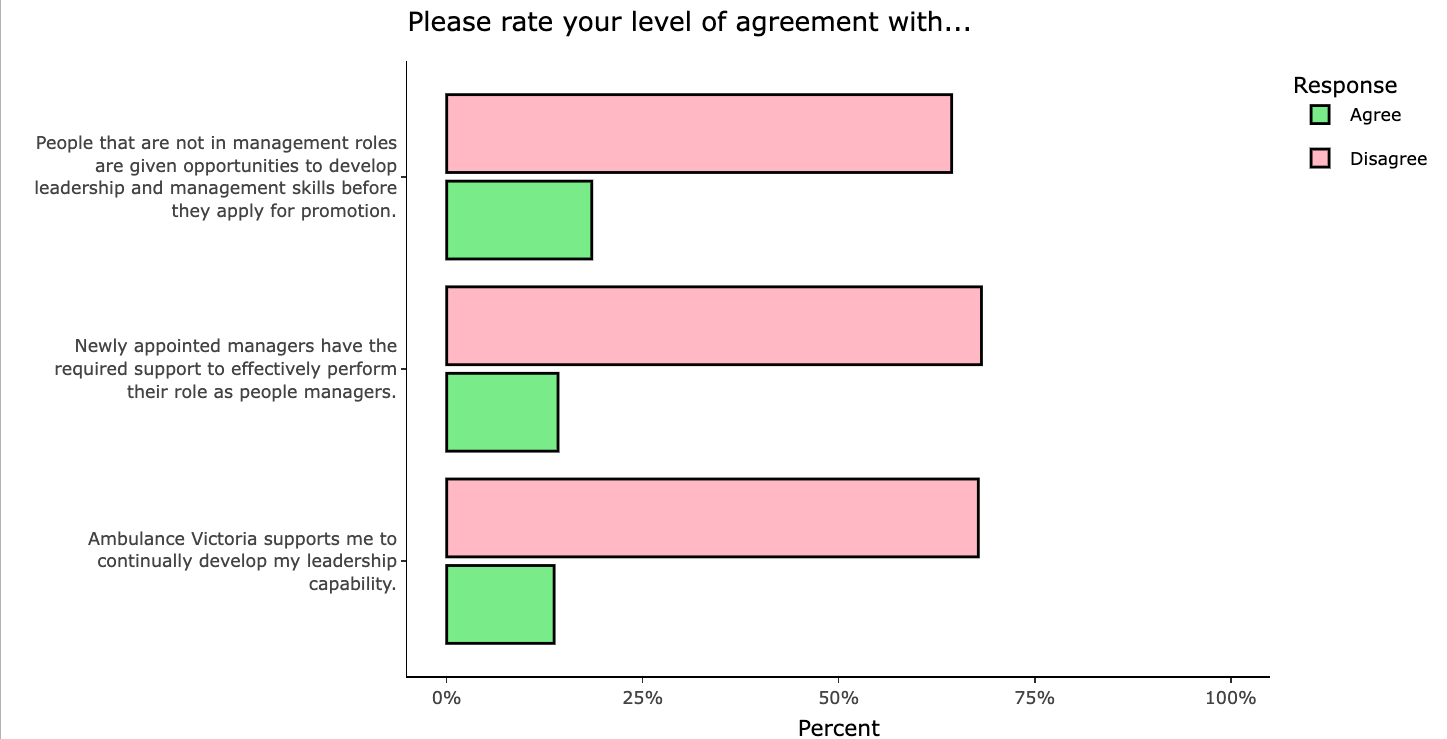 Please rate your level of agreement with...
Response
Agree
Disagree
People that are not in management roles
are given opportunities to develop
leadership and management skills before
they apply for promotion.
Newly appointed managers have the
required support to effectively perform
their role as people managers.
Ambulance Victoria supports me to
continually develop my leadership
capability.
0% 25% 50% 75% 100%
Percent